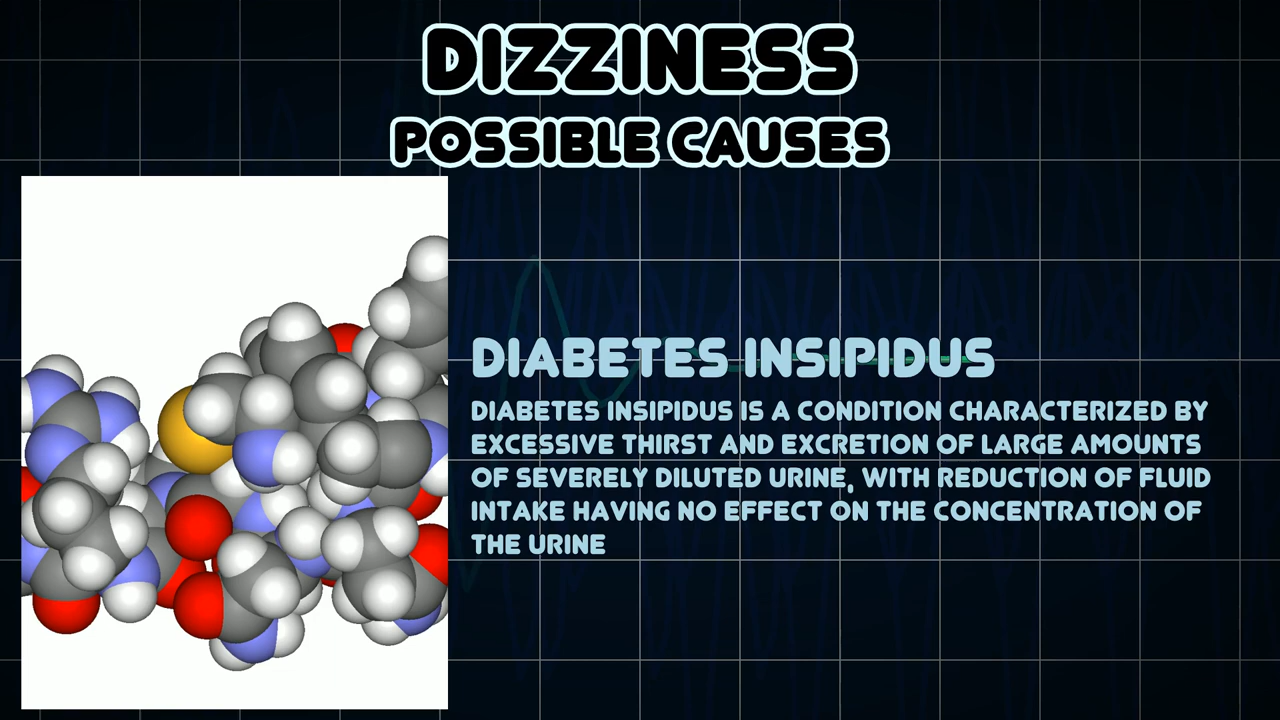 DIZZINESS
POSSIBLE CAUSES
DIABETES INSIPIDUS
DIABETES INSIPIDUS IS A CONDITION CHARACTERIZED BY
EXCESSIVE THIRST AND EXCRETION OF LARGE AMOUNTS
OF SEVERELY DILUTED URINE, WITH REDUCTION OF FLUID
INTAKE HAVING NO EFFECT ON THE CONCENTRATION OF
THE URINE